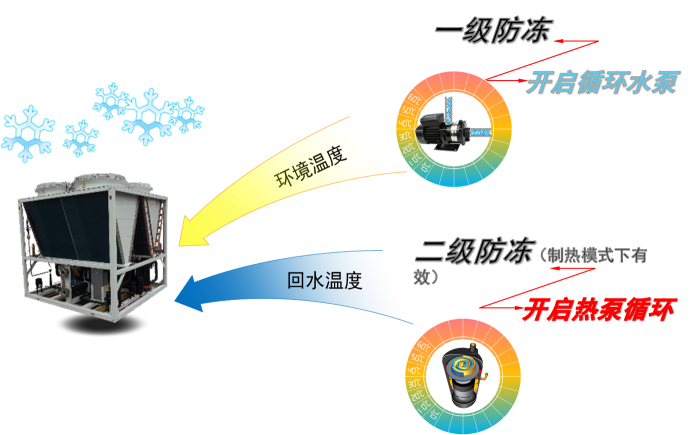 一级防冻
开启循环水泵
环境温度
二级防冻（制热模式下有
效）
回水温度
开启热泵循环